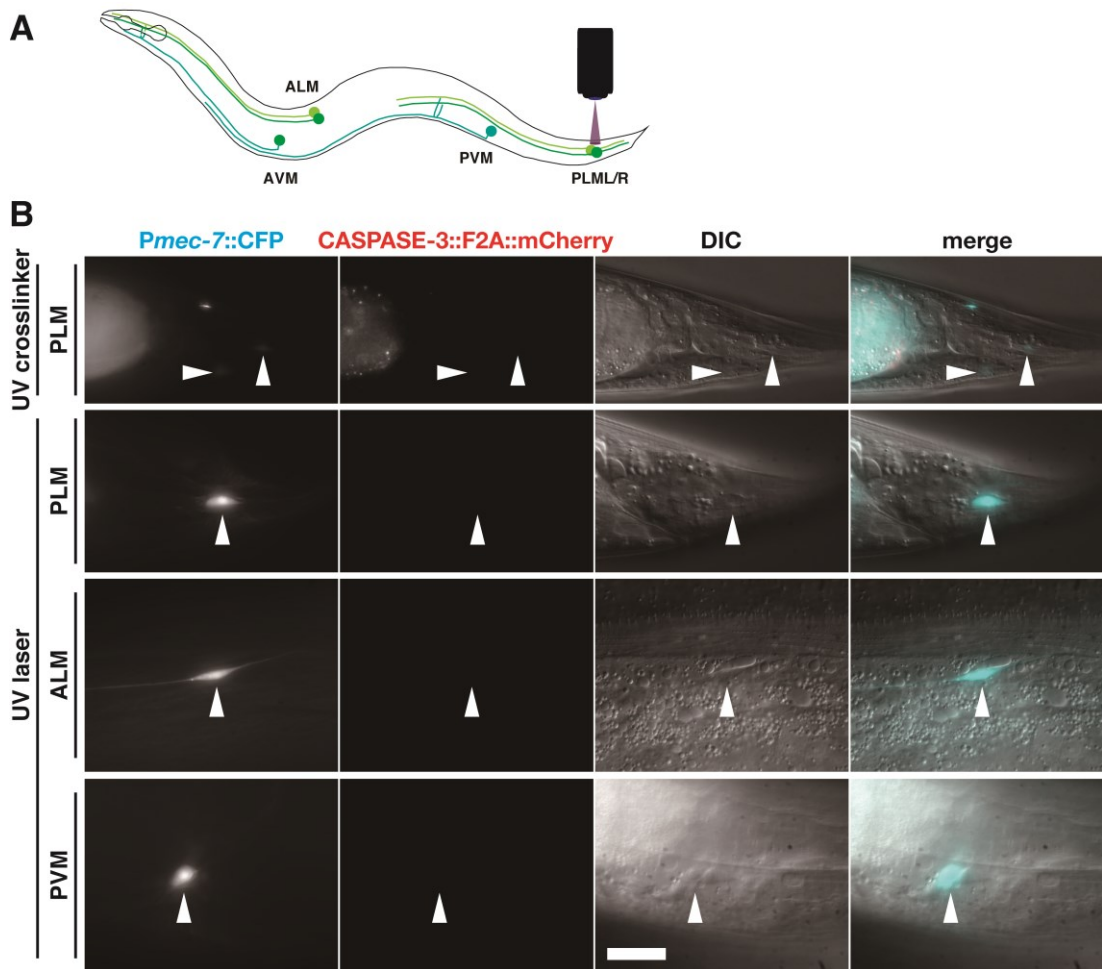 A
ALM
AVM
PVM
PLML/R
B
Pmec-7::CFP
CASPASE-3::F2A::mCherry
DIC
merge
UV crosslinker
PLM
UV laser
PLM
ALM
PVM